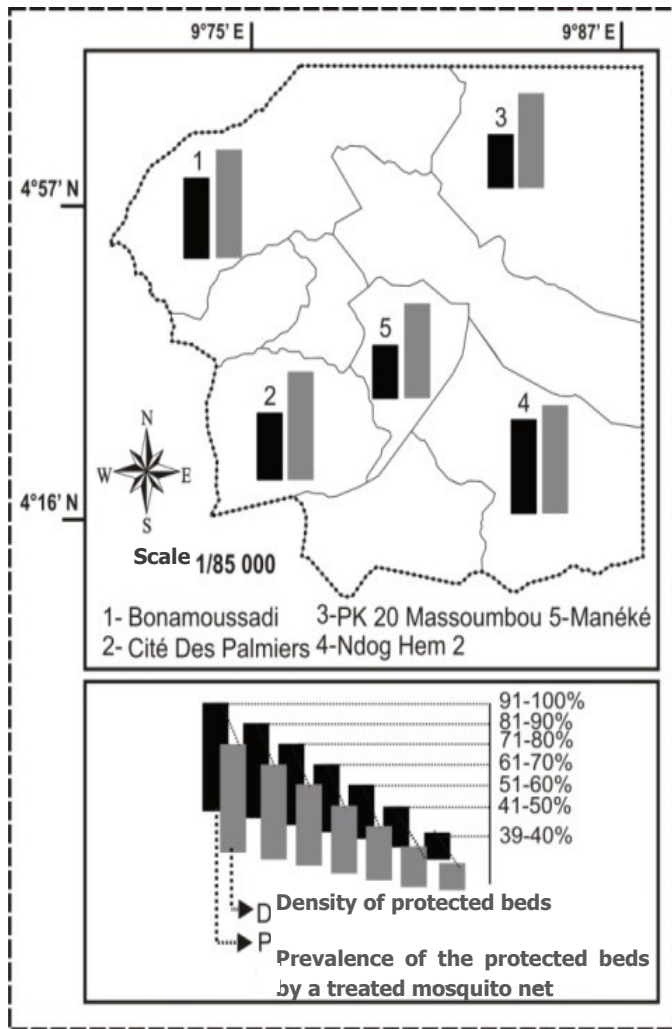 9°75’ E 9°87’ E
3
1
4°57’ N
5
2
4
N
W E
S
4°16’ N
Scale 1/85 000
1- Bonamoussadi 3-PK 20 Massoumbou 5-Manéké
2- Cité Des Palmiers 4-Ndog Hem 2
91-100%
81-90%
71-80%
61-70%
51-60%
41-50%
39-40%
D Density of protected beds
P
Prevalence of the protected beds
by a treated mosquito net